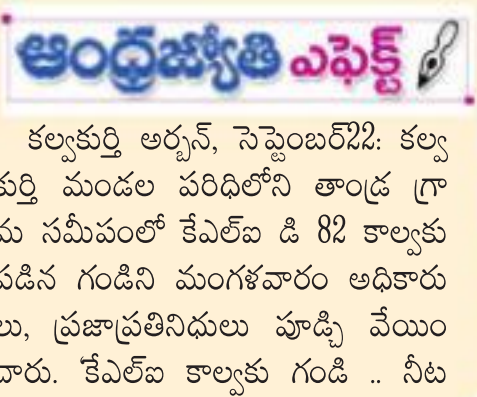 ఆంధ్రజ్యోతి ఎఫెక్ట్
కల్వకుర్తి అర్బన్, సెప్టెంబర్22: కల్వ
కుర్తి మండల పరిధిలోని తాండ్ర గ్రా
మ సమీపంలో కేఎల్ఐ డి 82 కాల్వకు
పడిన గండిని మంగళవారం అధికారు
లు, ప్రజాప్రతినిధులు పూడ్చి వేయిం
చారు. కేఎల్ఐ కాల్వకు గండి .. నీట